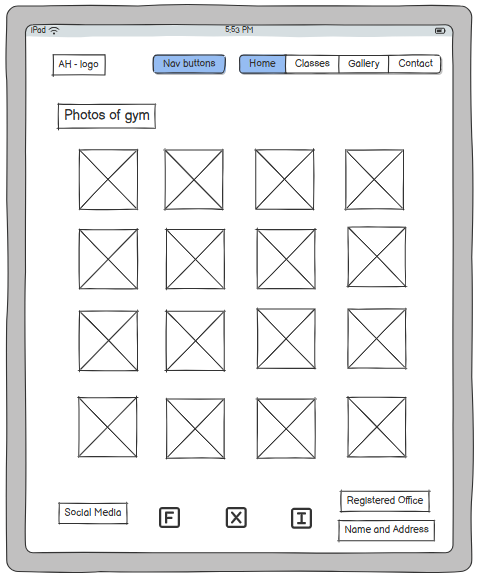 iPad 5:53 PM
AH - logo
Nav buttons
Home Classes Gallery Contact
Photos of gym
Social Media
F X I
Registered Office
Name and Address